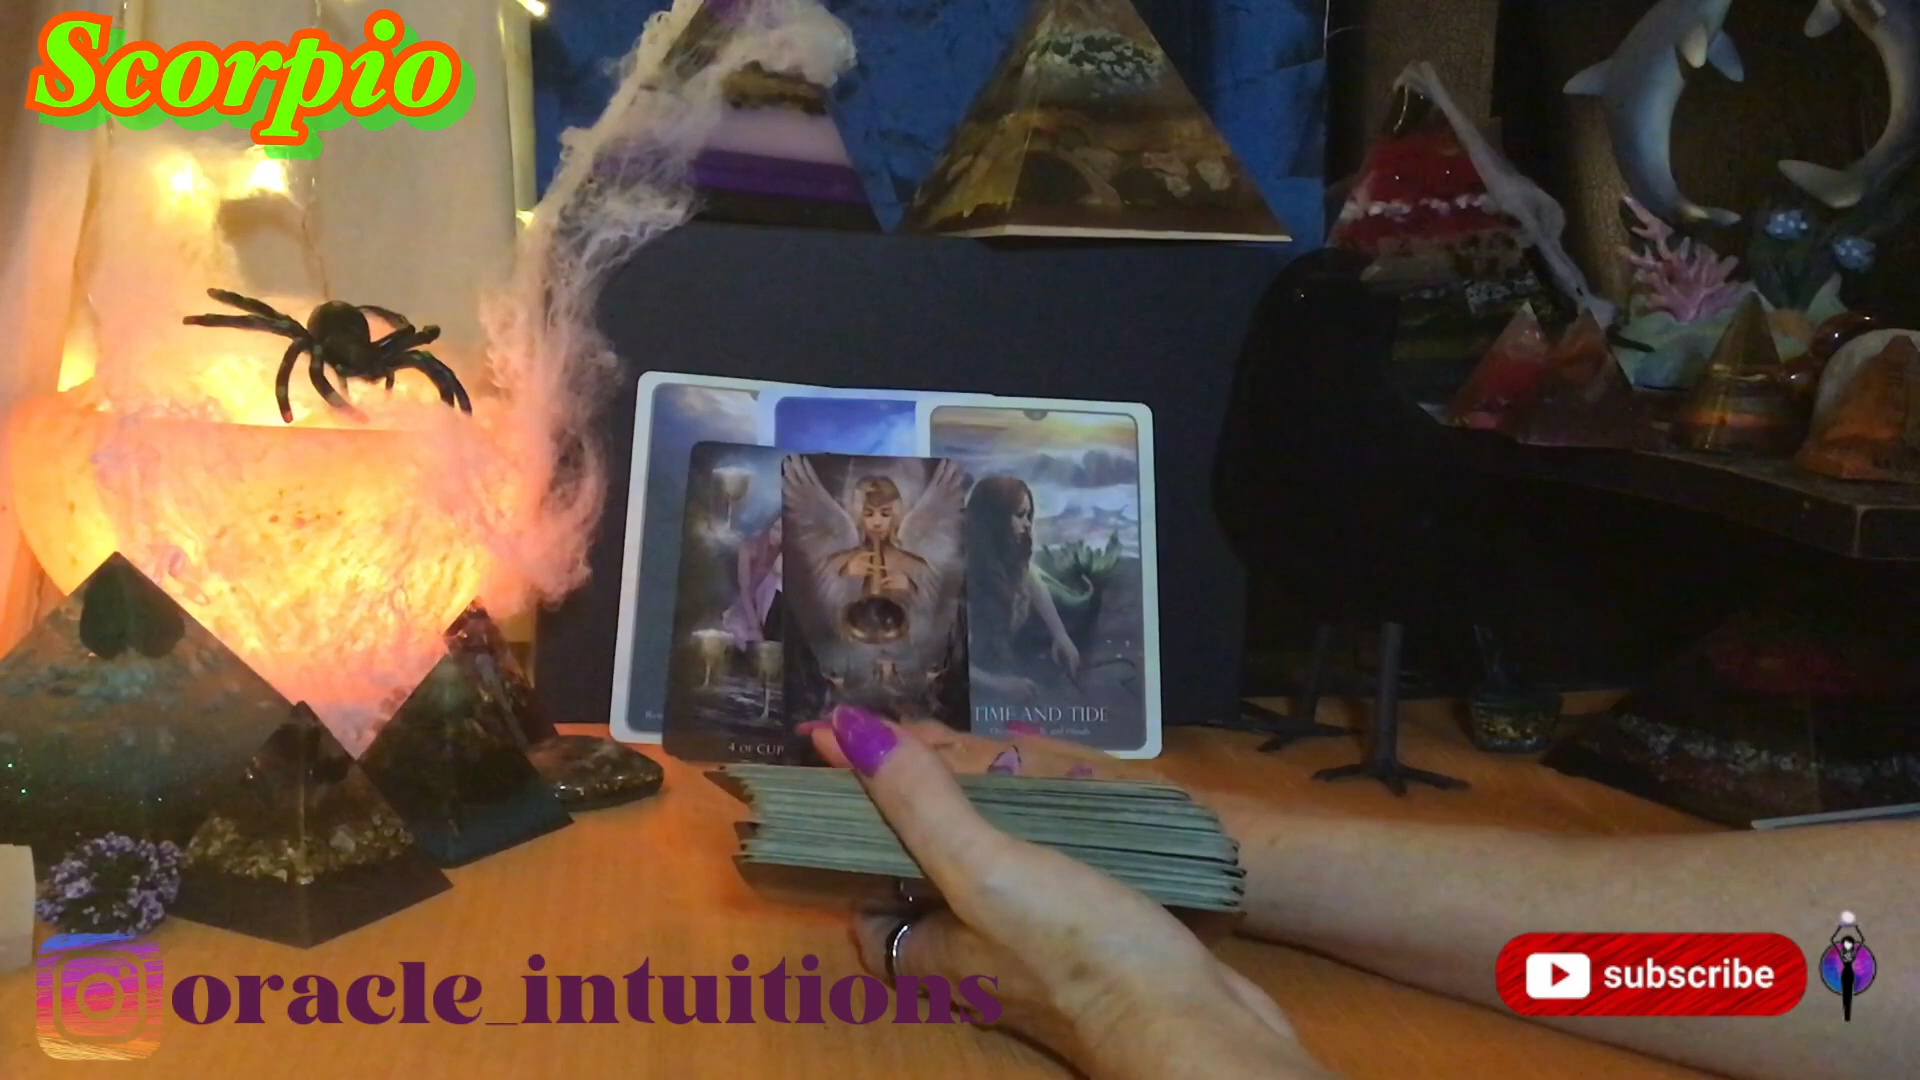 Scorpio
4 OF CUP
TIME AND TIDE
oracle_intuitions
subscribe